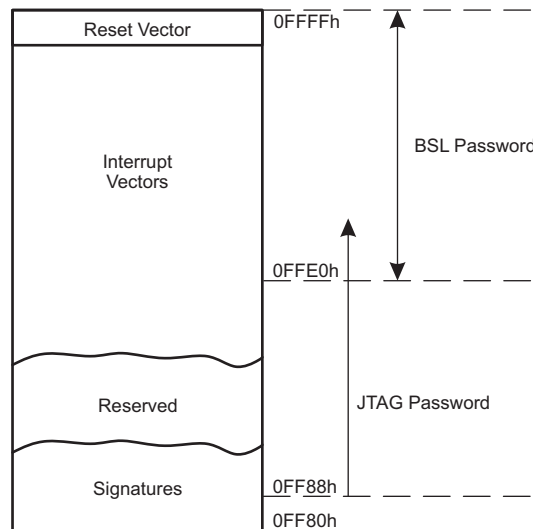 Reset Vector
0FFFFh
BSL Password
Interrupt
Vectors
0FFE0h
Reserved
JTAG Password
Signatures
0FF88h
0FF80h